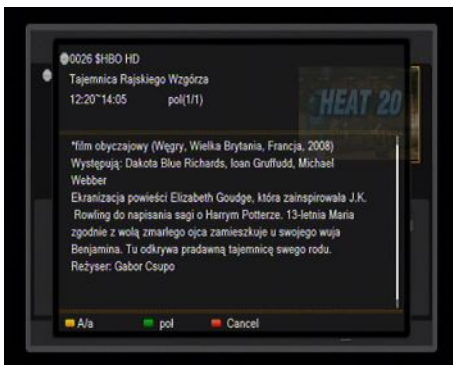 0026 $HBO HD
Tajemnica Rajskiego Wzgórza
12:20~14:05 pol(1/1)
HEAT 20
*film obyczajowy (Węgry, Wielka Brytania, Francja, 2008)
Występują: Dakota Blue Richards, Ioan Gruffudd, Michael
Webber
Ekranizacja powieści Elizabeth Goudge, która zainspirowala J.K.
Rowling do napisania sagi o Harrym Potterze. 13-letnia Maria
zgodnie z wolą zmarłego ojca zamieszkuje u swojego wuja
Benjamina. Tu odkrywa pradawną tajemnicę swego rodu.
Reżyser: Gabor Csupo
A/a pol Cancel